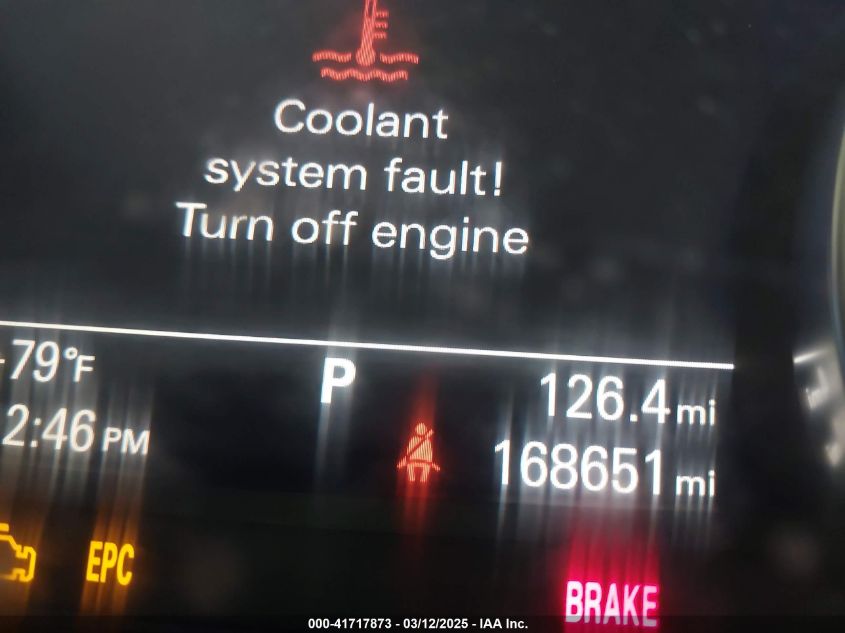 Coolant
system fault!
Turn off engine
79°F
P
126.4 mi
2:46 PM
168651 mi
EPC
BRAKE
000-41717873 - 03/12/2025 - IAA Inc.